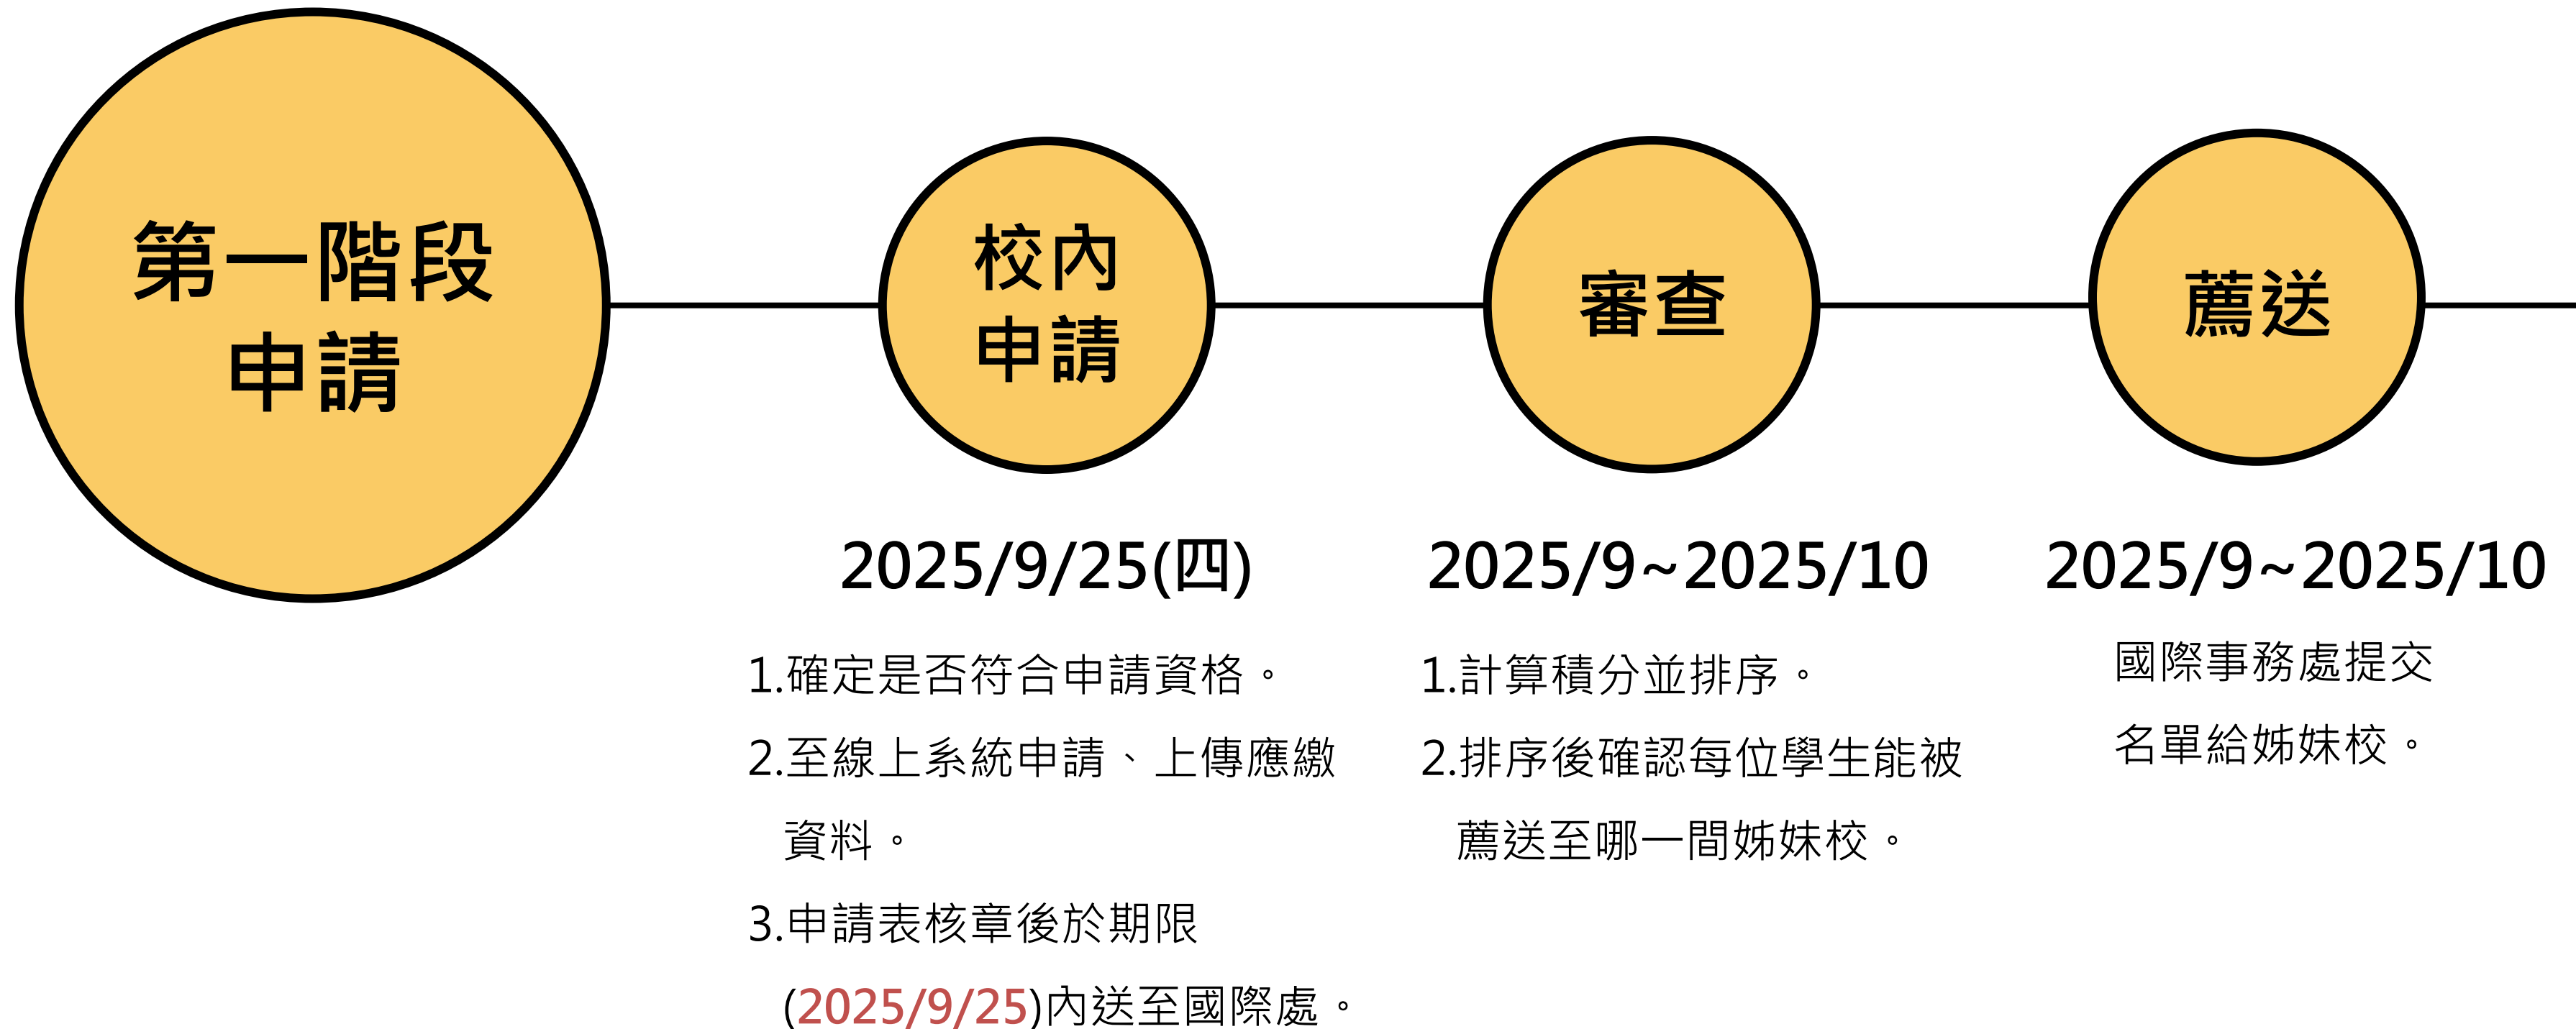 第一階段
申請
校內
申請
審查
薦送
2025/9/25(四)
1.確定是否符合申請資格。
2.至線上系統申請、上傳應繳
資料。
3.申請表核章後於期限
(2025/9/25)內送至國際處。
2025/9~2025/10
1.計算積分並排序。
2.排序後確認每位學生能被
薦送至哪一間姊妹校。
2025/9~2025/10
國際事務處提交
名單給姊妹校。